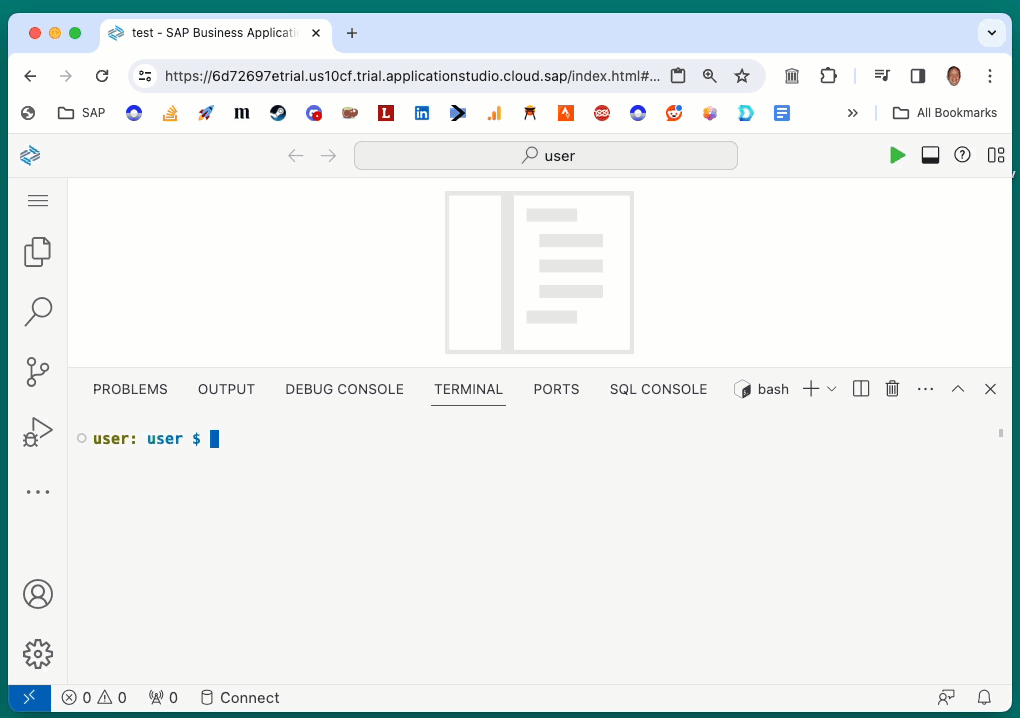 test - SAP Business Applicati
https://6d72697etrial.us10cf.trial.applicationstudio.cloud.sap/index.html#...
SAP
m
L
in
All Bookmarks
user
PROBLEMS OUTPUT DEBUG CONSOLE TERMINAL PORTS SQL CONSOLE bash
user: user $
0 0 0 Connect